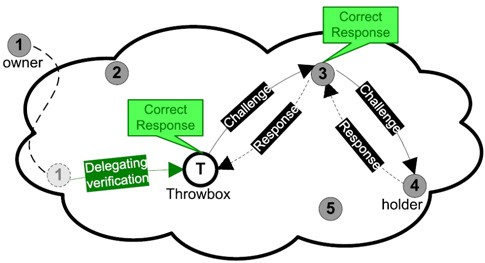 1
owner
2
Correct
Response
3
Correct
Response
Challenge
Response
Challenge
Response
1
Delegating
verification
T
Throwbox
4
holder
5